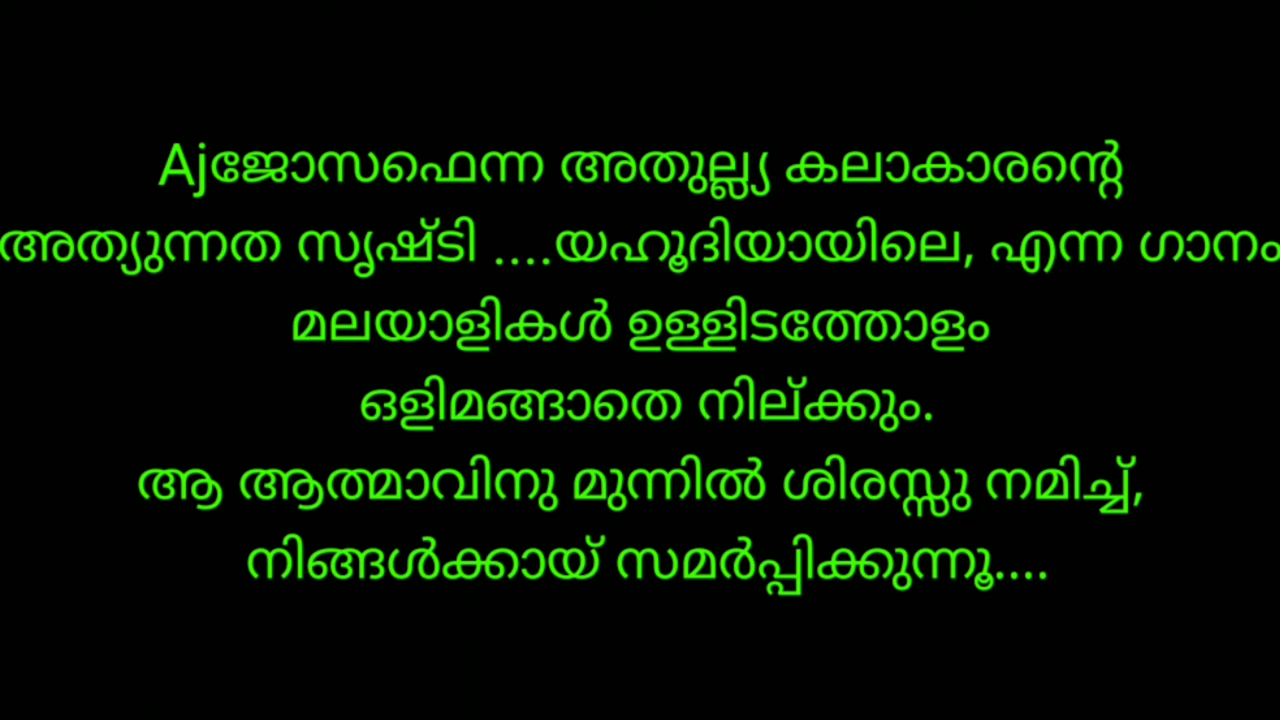 Ajജോസഫെന്ന അതുല്ല്യ കലാകാരന്റെ
അത്യുന്നത സൃഷ്ടി ....യഹൂദിയായിലെ, എന്ന ഗാനം
മലയാളികൾ ഉള്ളിടത്തോളം
ഒളിമങ്ങാതെ നില്ക്കും.
ആ ആത്മാവിനു മുന്നിൽ ശിരസ്സു നമിച്ച്,
നിങ്ങൾക്കായ് സമർപ്പിക്കുന്നൂ....